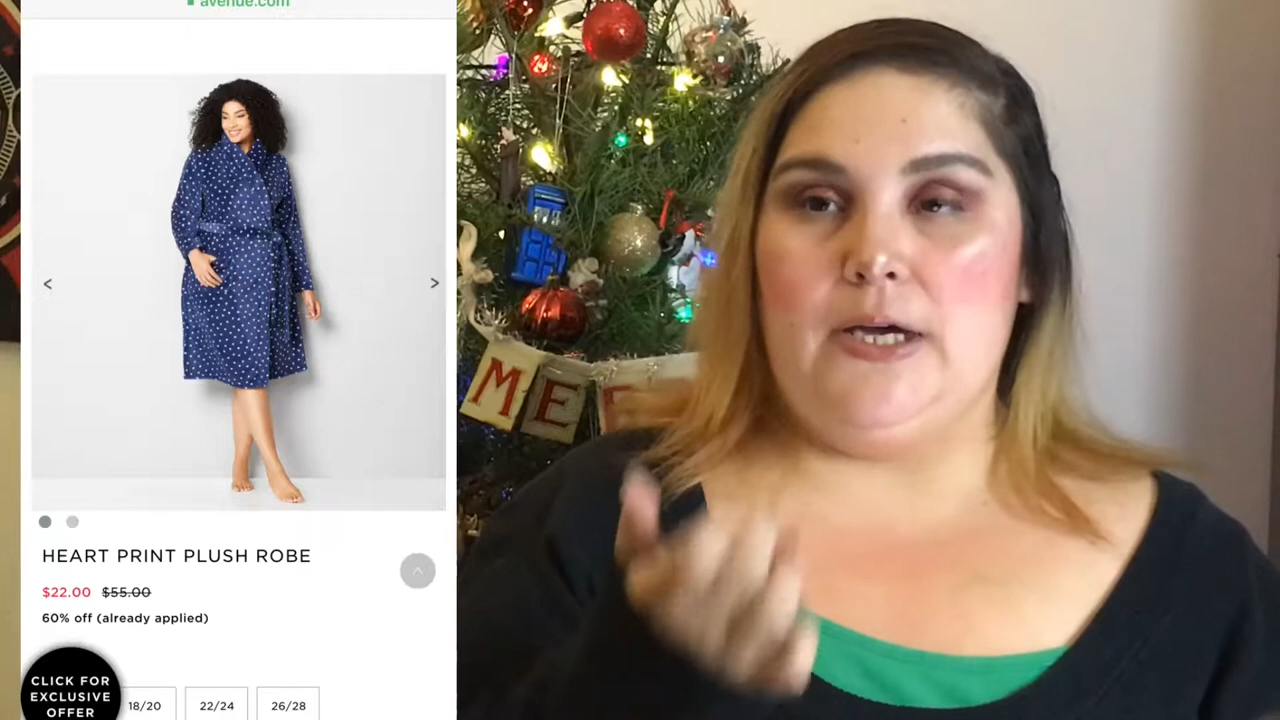 avenue.com
<
>
HEART PRINT PLUSH ROBE
$22.00 $55.00
60% off (already applied)
CLICK FOR
EXCLUSIVE
OFFER
18/20 22/24 26/28
ME